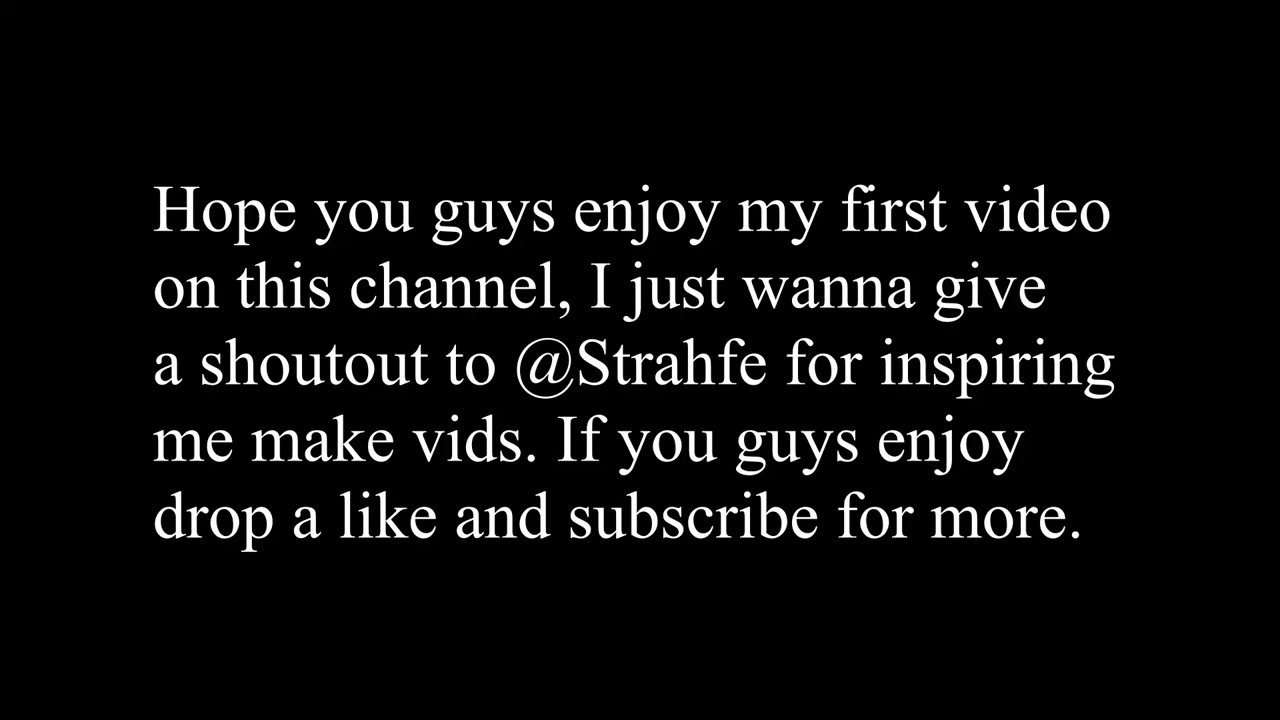 Hope you guys enjoy my first video
on this channel, I just wanna give
a shoutout to @Strahfe for inspiring
me make vids. If you guys enjoy
drop a like and subscribe for more.